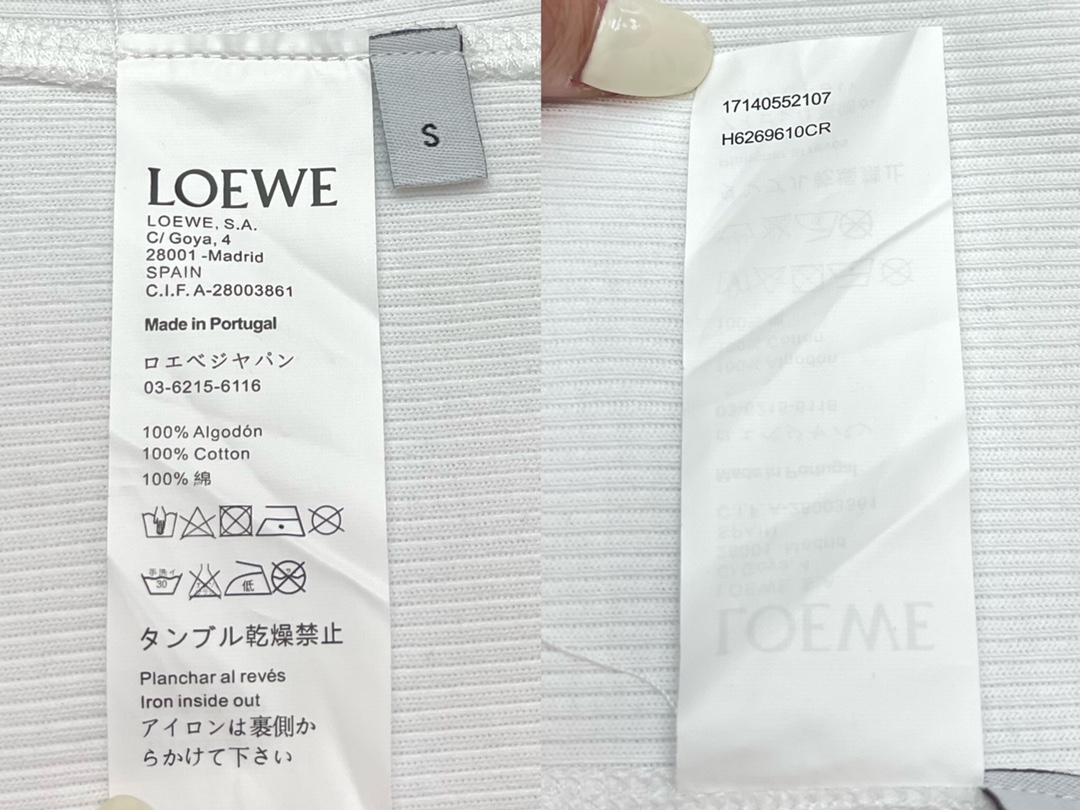 S
LOEWE
LOEWE, S.A.
C/ Goya, 4
28001 -Madrid
SPAIN
C.I.F. A-28003861
Made in Portugal
ロエベジヤパン
03-6215-6116
100% Algodón
100% Cotton
100% 綿
手洗イ
30
低
タンブル乾燥禁止
Planchar al revés
Iron inside out
アイロンは裏側か
らかけて下さい
17140552107
H6269610CR